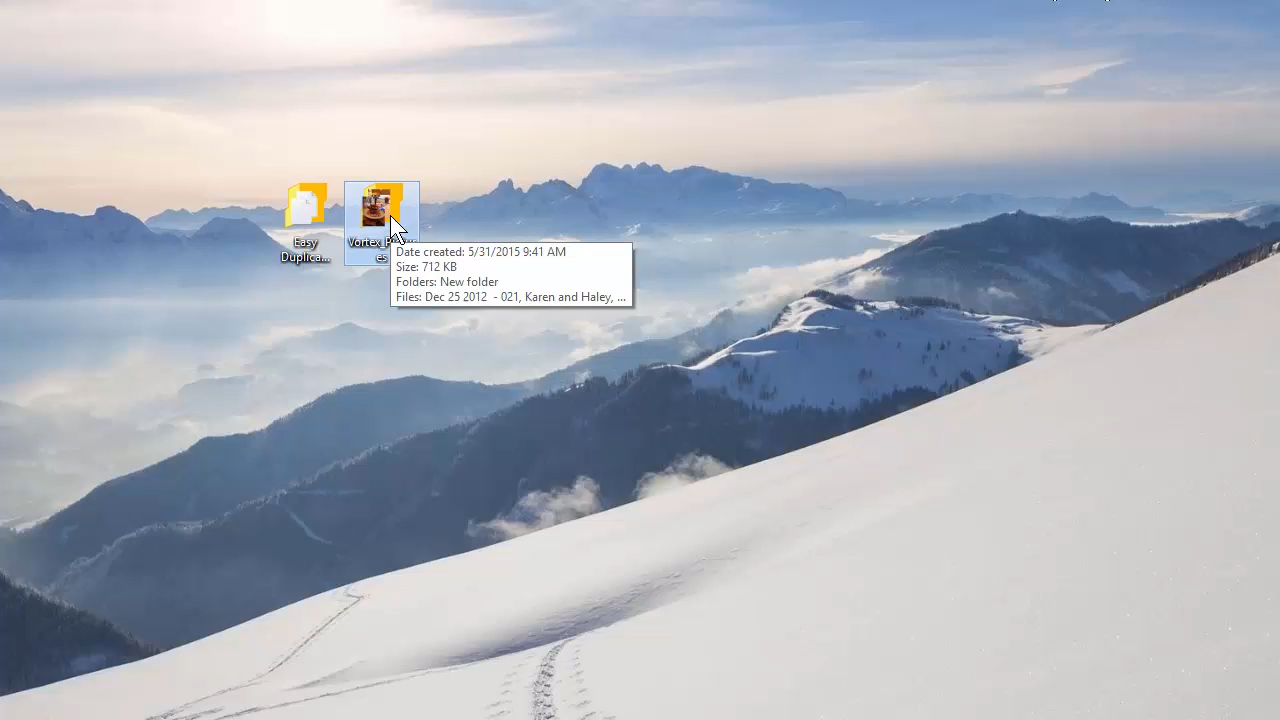 Easy
Duplica...
Vortex_P
es
Date created: 5/31/2015 9:41 AM
Size: 712 KB
Folders: New folder
Files: Dec 25 2012 - 021, Karen and Haley, ...